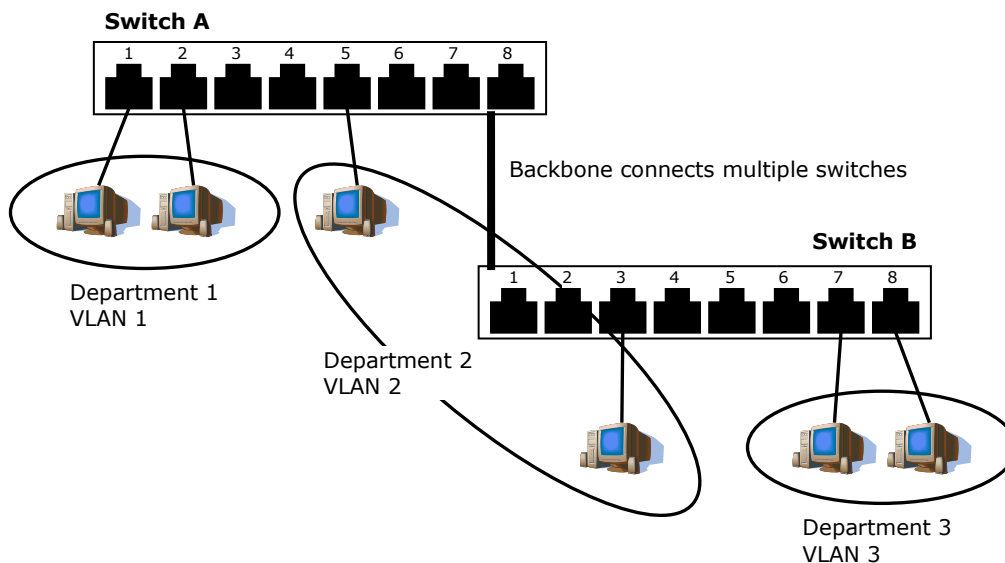 Switch A
1 2 3 4 5 6 7 8
Backbone connects multiple switches
Switch B
1 2 3 4 5 6 7 8
Department 1
VLAN 1
Department 2
VLAN 2
Department 3
VLAN 3